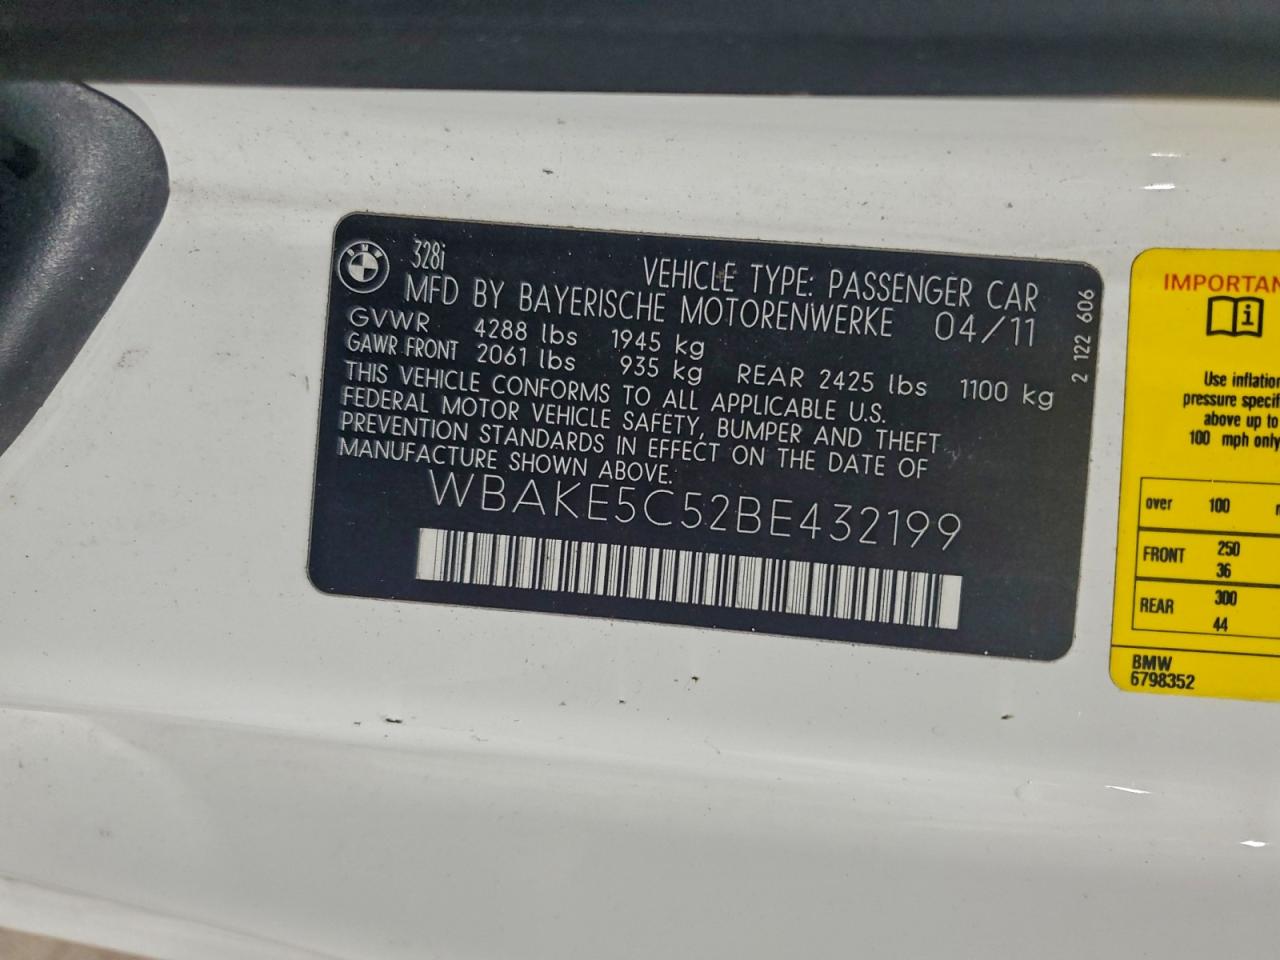 BMW
328i
VEHICLE TYPE: PASSENGER CAR
MFD BY BAYERISCHE MOTORENWERKE 04/11
GVWR 4288 lbs 1945 kg
GAWR FRONT 2061 lbs 935 kg REAR 2425 lbs 1100 kg
THIS VEHICLE CONFORMS TO ALL APPLICABLE U.S.
FEDERAL MOTOR VEHICLE SAFETY, BUMPER AND THEFT
PREVENTION STANDARDS IN EFFECT ON THE DATE OF
MANUFACTURE SHOWN ABOVE.
WBAKE5C52BE432199
2 122 606
IMPORTAN
i
Use inflation
pressure specif
above up to
100 mph only
over 100
FRONT 250
36
REAR 300
44
BMW
6798352